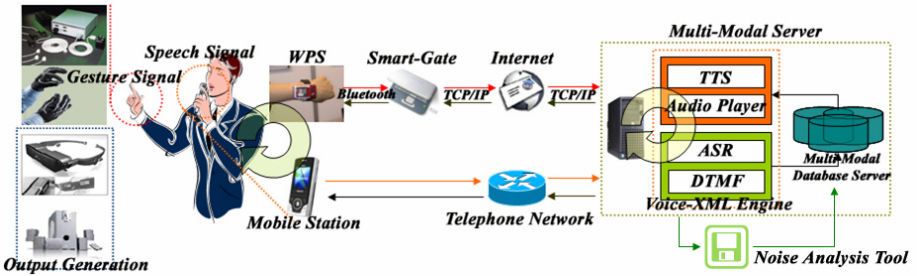 Multi-Modal Server
Speech Signal
WPS
Smart-Gate
Internet
Gesture Signal
Bluetooth
TCP/IP
TCP/IP
TTS
Audio Player
ASR
DTMF
Multi-Modal
Database Server
Voice-XML Engine
Mobile Station
Telephone Network
Noise Analysis Tool
Output Generation